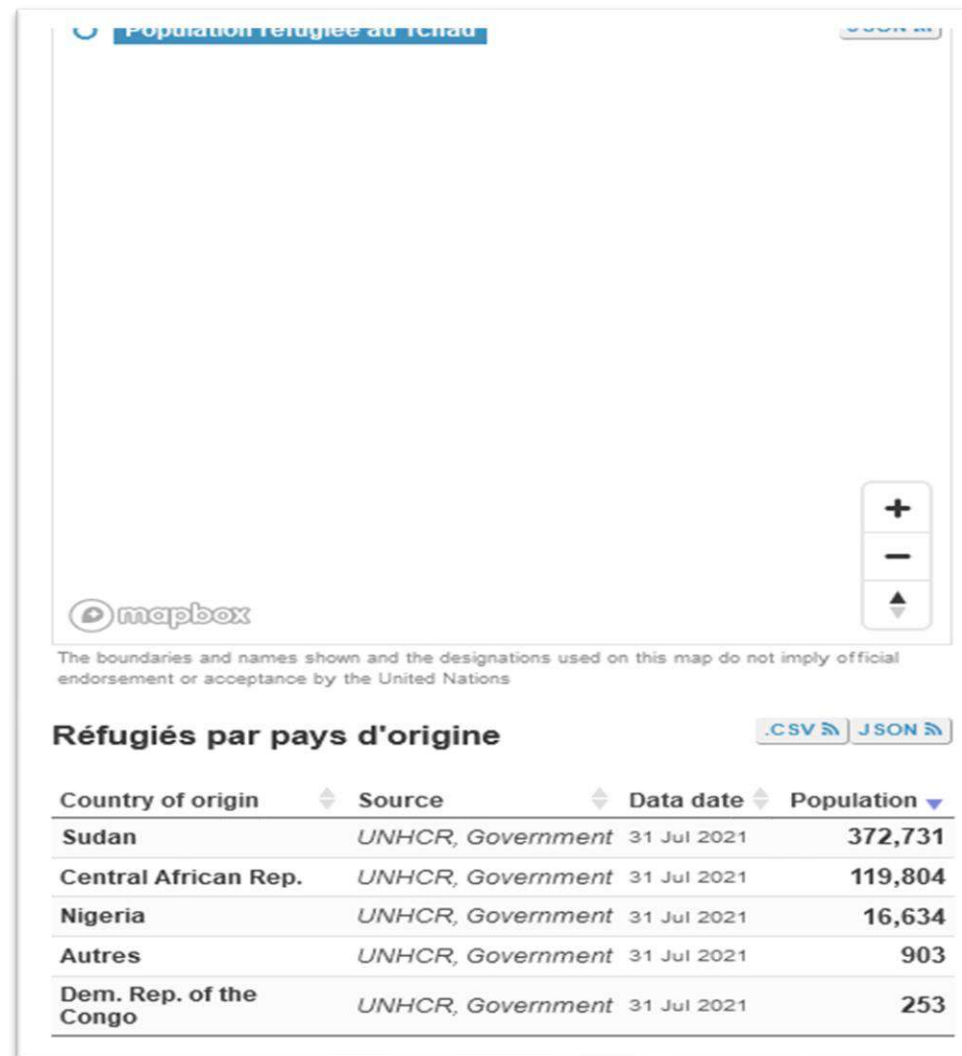 Population réfugiée au Tchad JSON
+
−
mapbox
The boundaries and names shown and the designations used on this map do not imply official
endorsement or acceptance by the United Nations
Réfugiés par pays d'origine .CSV JSON
Country of origin Source Data date Population
Sudan UNHCR, Government 31 Jul 2021 372,731
Central African Rep. UNHCR, Government 31 Jul 2021 119,804
Nigeria UNHCR, Government 31 Jul 2021 16,634
Autres UNHCR, Government 31 Jul 2021 903
Dem. Rep. of the
Congo UNHCR, Government 31 Jul 2021 253